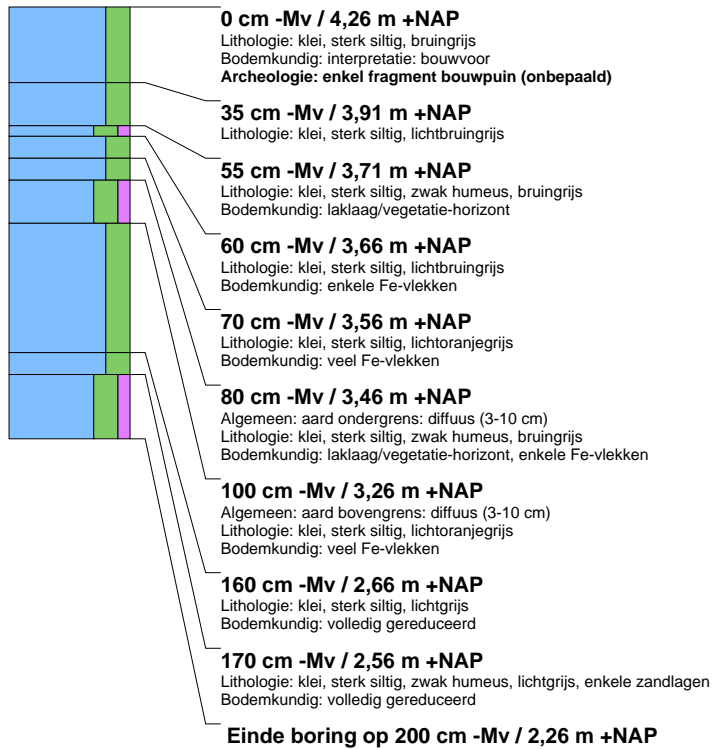 0 cm -Mv / 4,26 m +NAP
Lithologie: klei, sterk siltig, bruingrijs
Bodemkundig: interpretatie: bouwvoor
Archeologie: enkel fragment bouwpuin (onbepaald)
35 cm -Mv / 3,91 m +NAP
Lithologie: klei, sterk siltig, lichtbruingrijs
55 cm -Mv / 3,71 m +NAP
Lithologie: klei, sterk siltig, zwak humeus, bruingrijs
Bodemkundig: laklaag/vegetatie-horizont
60 cm -Mv / 3,66 m +NAP
Lithologie: klei, sterk siltig, lichtbruingrijs
Bodemkundig: enkele Fe-vlekken
70 cm -Mv / 3,56 m +NAP
Lithologie: klei, sterk siltig, lichtoranjegrijs
Bodemkundig: veel Fe-vlekken
80 cm -Mv / 3,46 m +NAP
Algemeen: aard ondergrens: diffuus (3-10 cm)
Lithologie: klei, sterk siltig, zwak humeus, bruingrijs
Bodemkundig: laklaag/vegetatie-horizont, enkele Fe-vlekken
100 cm -Mv / 3,26 m +NAP
Algemeen: aard bovengrens: diffuus (3-10 cm)
Lithologie: klei, sterk siltig, lichtoranjegrijs
Bodemkundig: veel Fe-vlekken
160 cm -Mv / 2,66 m +NAP
Lithologie: klei, sterk siltig, lichtgrijs
Bodemkundig: volledig gereduceerd
170 cm -Mv / 2,56 m +NAP
Lithologie: klei, sterk siltig, zwak humeus, lichtgrijs, enkele zandlagen
Bodemkundig: volledig gereduceerd
Einde boring op 200 cm -Mv / 2,26 m +NAP